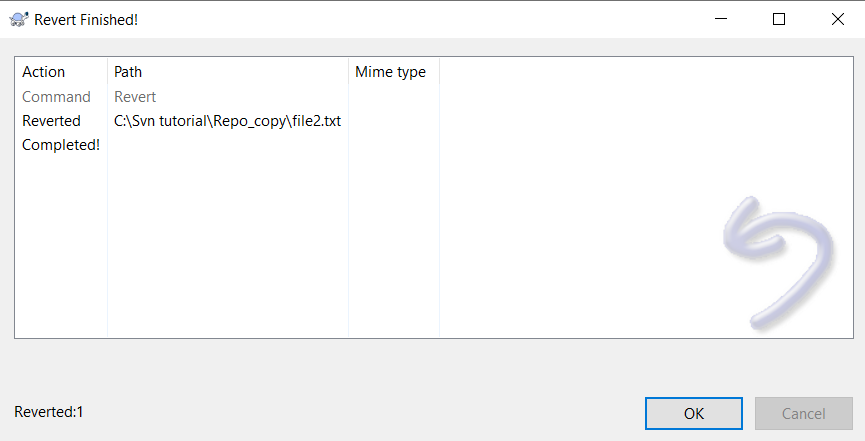 Revert Finished!
Action Path Mime type
Command Revert
Reverted C:\Svn tutorial\Repo_copy\file2.txt
Completed!
Reverted:1 OK Cancel